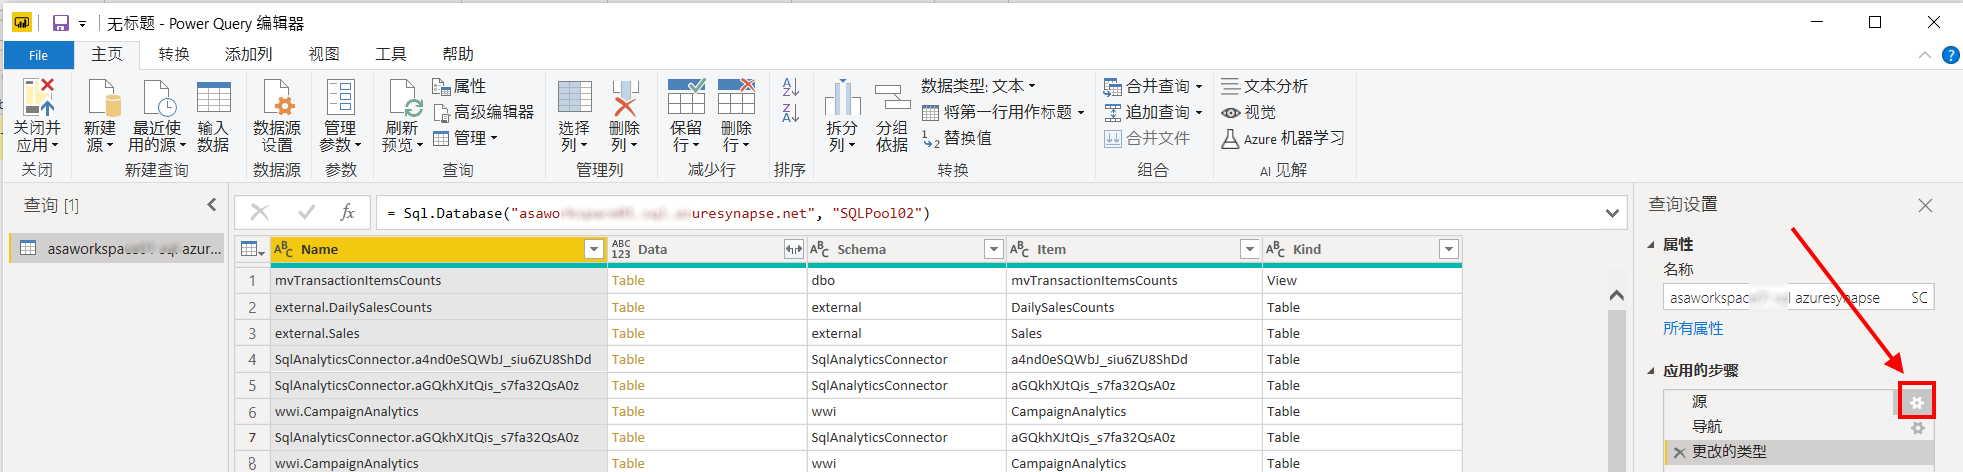 无标题 - Power Query 编辑器
File 主页 转换 添加列 视图 工具 帮助
关闭并应用
新建源
最近使用的源
输入数据
数据源设置
管理参数
刷新预览
属性
高级编辑器
管理
选择列
删除列
保留行
删除行
拆分列
分组依据
数据类型: 文本
将第一行用作标题
替换值
合并查询
追加查询
合并文件
文本分析
视觉
Azure 机器学习
关闭 新建查询 数据源 参数 查询 管理列 减少行 排序 转换 组合 AI 见解
查询 [1]
azur...
fx
= Sql.Database("asawo uresynapse.net", "SQLPool02")
ABC Name ABC 123 Data ABC Schema ABC Item ABC Kind
1 mvTransactionItemsCounts Table dbo mvTransactionItemsCounts View
2 external.DailySalesCounts Table external DailySalesCounts Table
3 external.Sales Table external Sales Table
4 SqlAnalyticsConnector.a4nd0eSQWbJ_siu6ZU8ShDd Table SqlAnalyticsConnector a4nd0eSQWbJ_siu6ZU8ShDd Table
5 SqlAnalyticsConnector.aGQkhXJtQis_s7fa32QsA0z Table SqlAnalyticsConnector aGQkhXJtQis_s7fa32QsA0z Table
6 wwi.CampaignAnalytics Table wwi CampaignAnalytics Table
7 SqlAnalyticsConnector.aGQkhXJtQis_s7fa32QsA0z Table SqlAnalyticsConnector aGQkhXJtQis_s7fa32QsA0z Table
8 wwi.CampaignAnalytics Table wwi CampaignAnalytics Table
查询设置
属性
名称
azuresynapse SC
所有属性
应用的步骤
源
导航
更改的类型